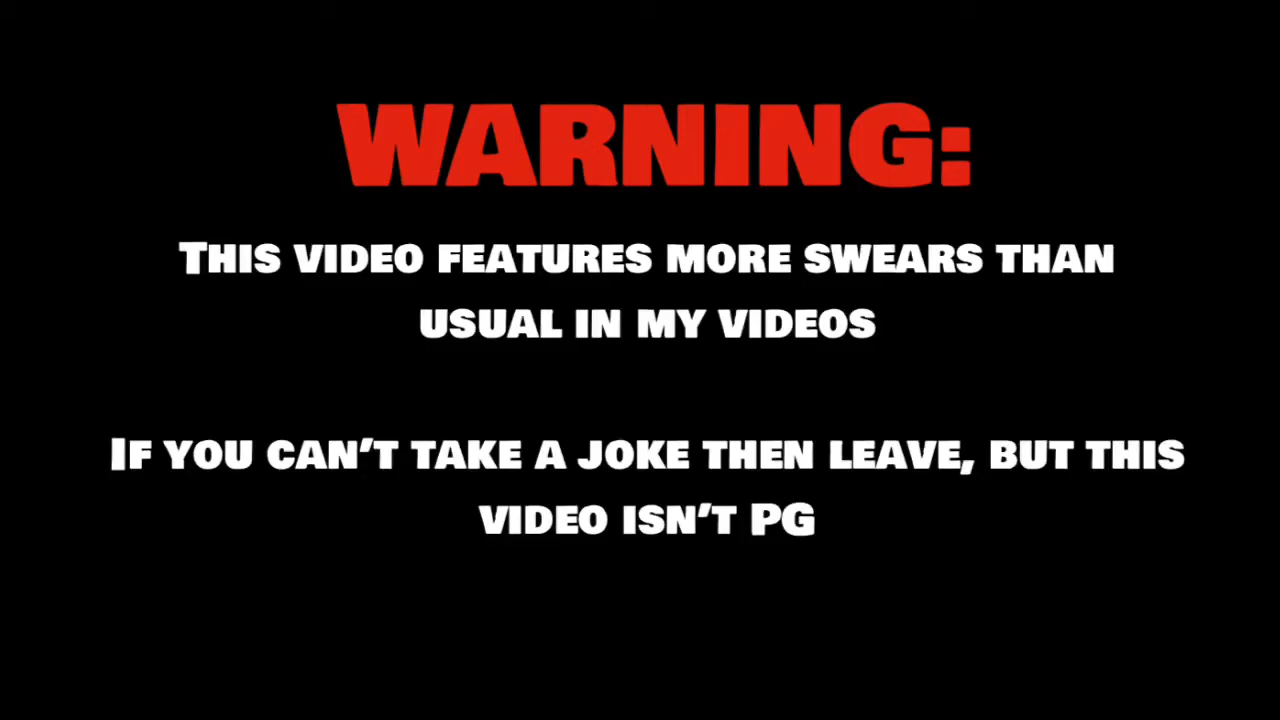 WARNING:
THIS VIDEO FEATURES MORE SWEARS THAN
USUAL IN MY VIDEOS
IF YOU CAN'T TAKE A JOKE THEN LEAVE, BUT THIS
VIDEO ISN'T PG